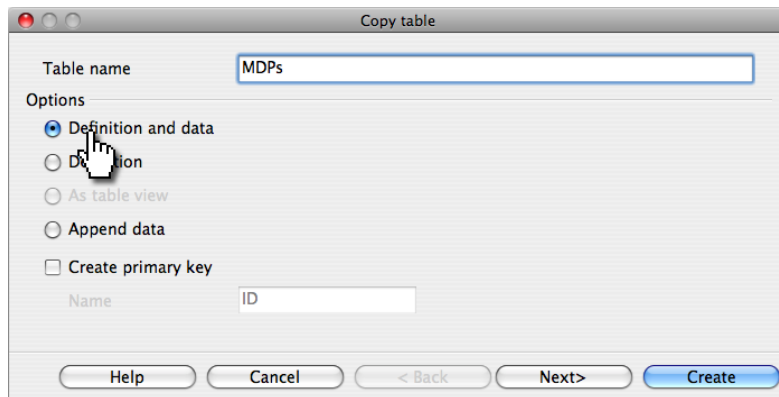 Copy table
Table name MDPs
Options
Definition and data
As table view
Append data
Create primary key
Name ID
Help Cancel < Back Next> Create